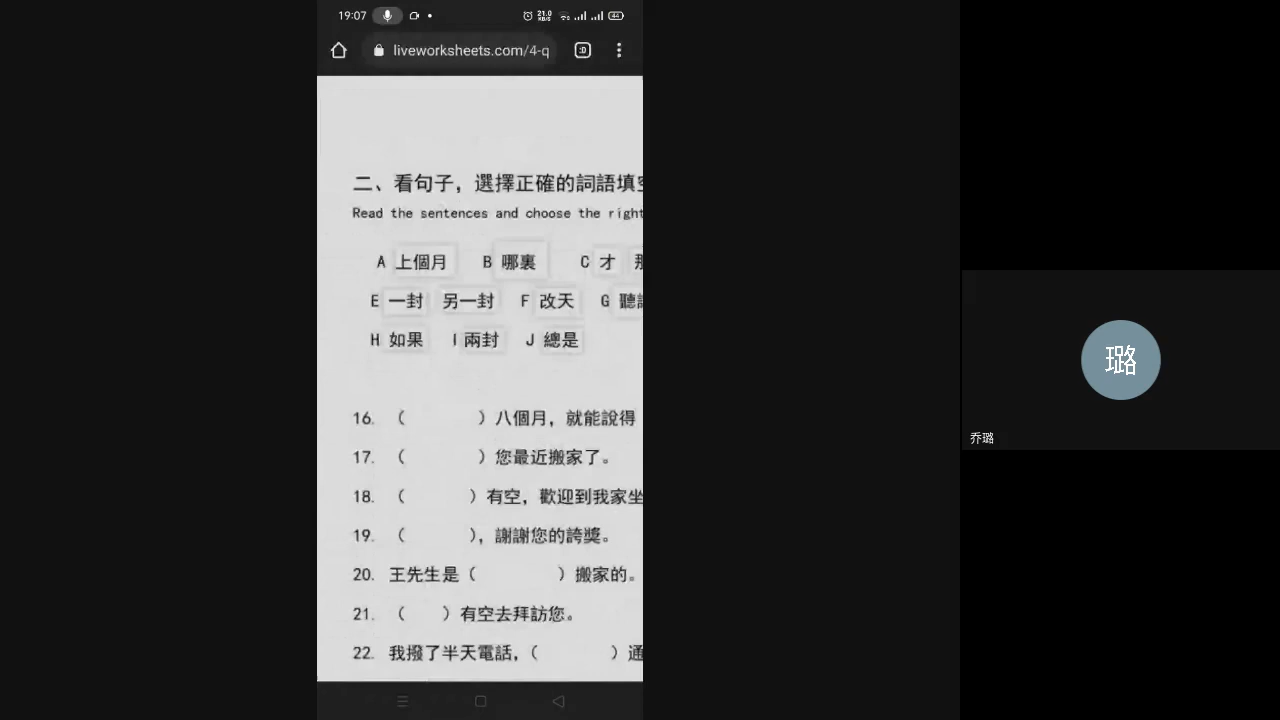 19:07 21.0 KB/S 44
liveworksheets.com/4-q :D
二、看句子，選擇正確的詞語填空
Read the sentences and choose the right
A 上個月 B 哪裏 C 才
E 一封 另一封 F 改天 G 聽
H 如果 I 兩封 J 總是
16. （ ）八個月，就能說得
17. （ ）您最近搬家了。
18. （ ）有空，歡迎到我家坐
19. （ ），謝謝您的誇獎。
20. 王先生是（ ）搬家的。
21. （ ）有空去拜訪您。
22. 我撥了半天電話，（ ）通
璐
乔璐